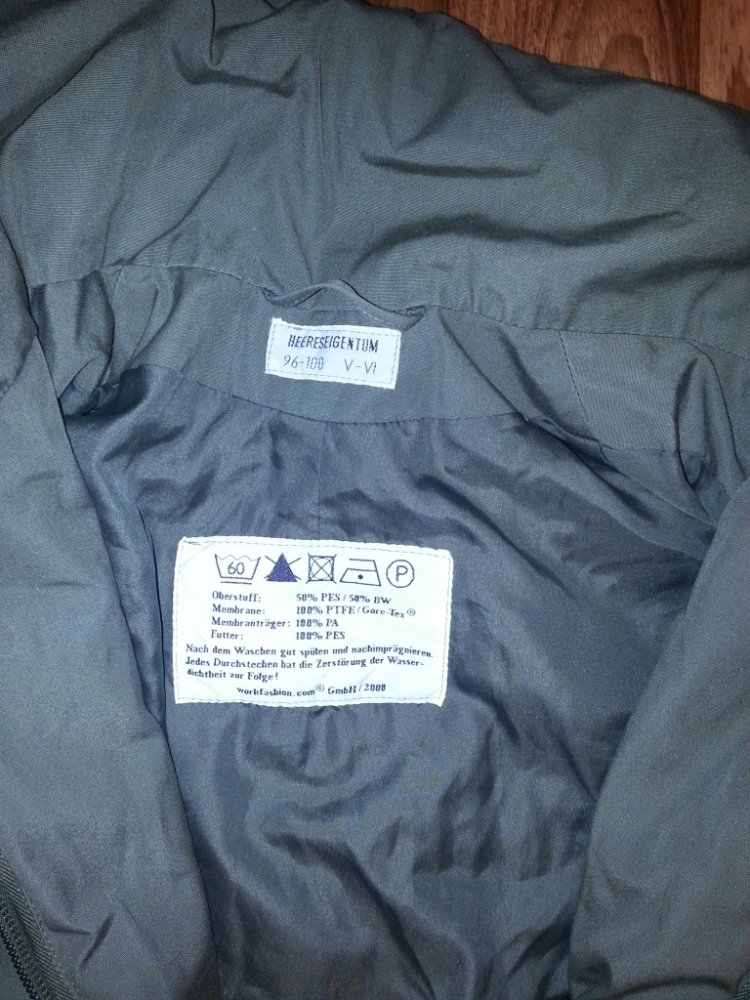 HEERESEIGENTUM
96-100 V-VI
60 P
Oberstoff: 50% PES / 50% BW
Membrane: 100% PTFE/Gore-Tex®
Membranträger: 100% PA
Futter: 100% PES
Nach dem Waschen gut spülen und nachimprägnieren.
Jedes Durchstechen hat die Zerstörung der Wasser-
dichtheit zur Folge!
workfashion.com® GmbH/2008